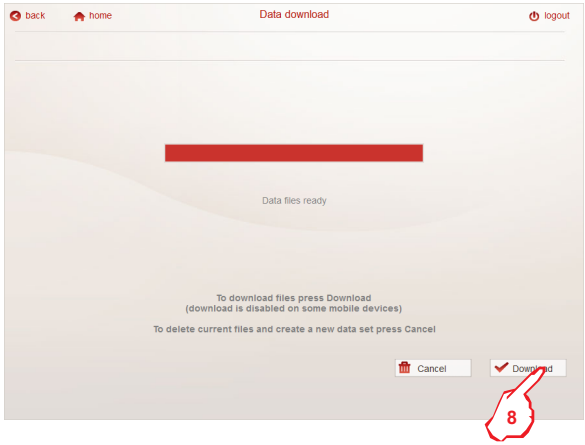 back home Data download logout
Data files ready
To download files press Download
(download is disabled on some mobile devices)
To delete current files and create a new data set press Cancel
Cancel Download
8